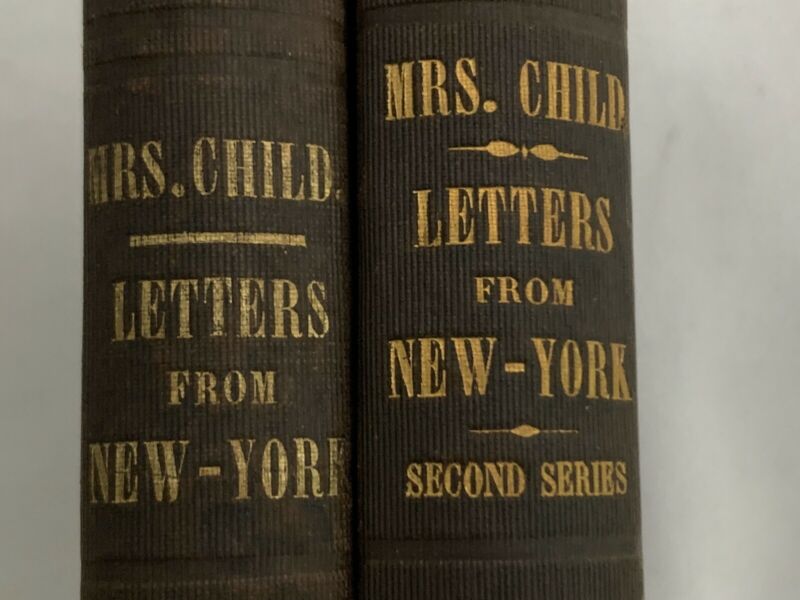 MRS. CHILD.
LETTERS
FROM
NEW-YORK
MRS. CHILD.
LETTERS
FROM
NEW-YORK
SECOND SERIES